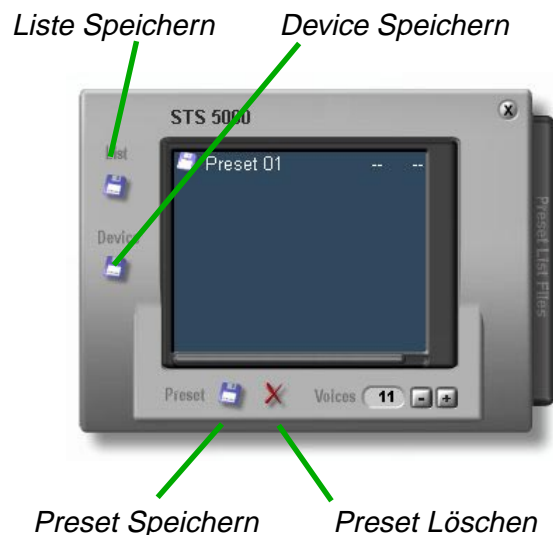 Liste Speichern Device Speichern
STS 5000
List
Preset 01 -- --
Device
Preset List Files
Preset Voices 11 - +
Preset Speichern Preset Löschen